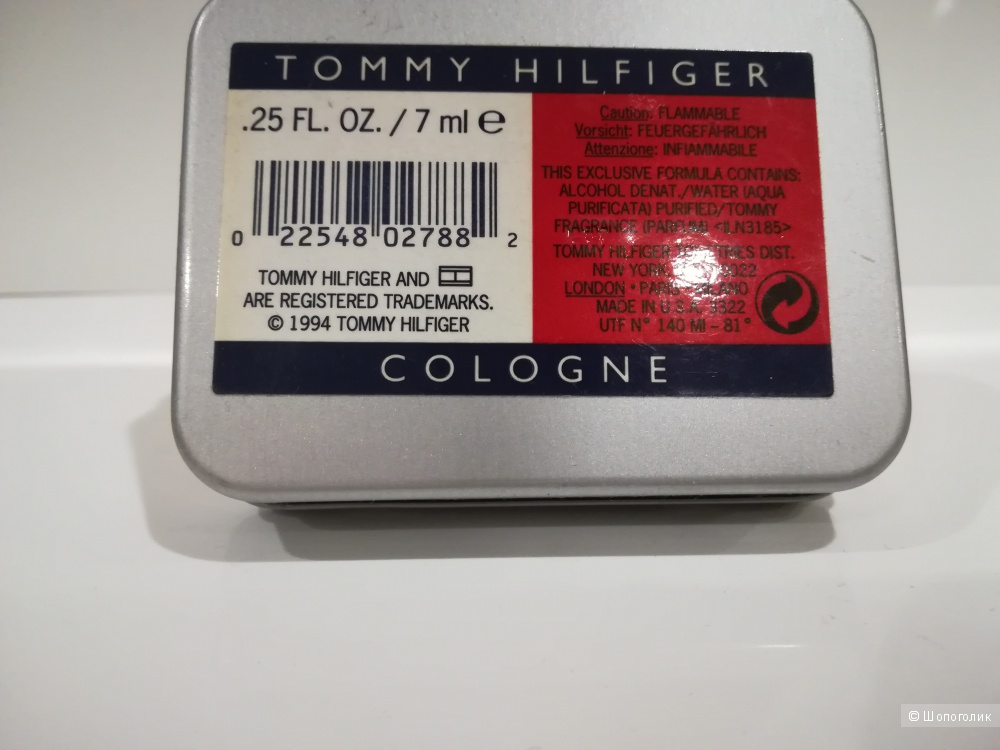 TOMMY HILFIGER
.25 FL. OZ. / 7 ml ℮
0 22548 02788 2
TOMMY HILFIGER AND
ARE REGISTERED TRADEMARKS.
© 1994 TOMMY HILFIGER
Caution: FLAMMABLE
Vorsicht: FEUERGEFÄHRLICH
Attenzione: INFIAMMABILE
THIS EXCLUSIVE FORMULA CONTAINS:
ALCOHOL DENAT./WATER (AQUA
PURIFICATA) PURIFIED/TOMMY
FRAGRANCE (PARFUM) <ILN3185>
TOMMY HILFIGER DIST.
NEW YORK,
LONDON •
MADE IN U.S.A. 3322
UTF N° 140 MI – 81°
COLOGNE
© Шопоголик